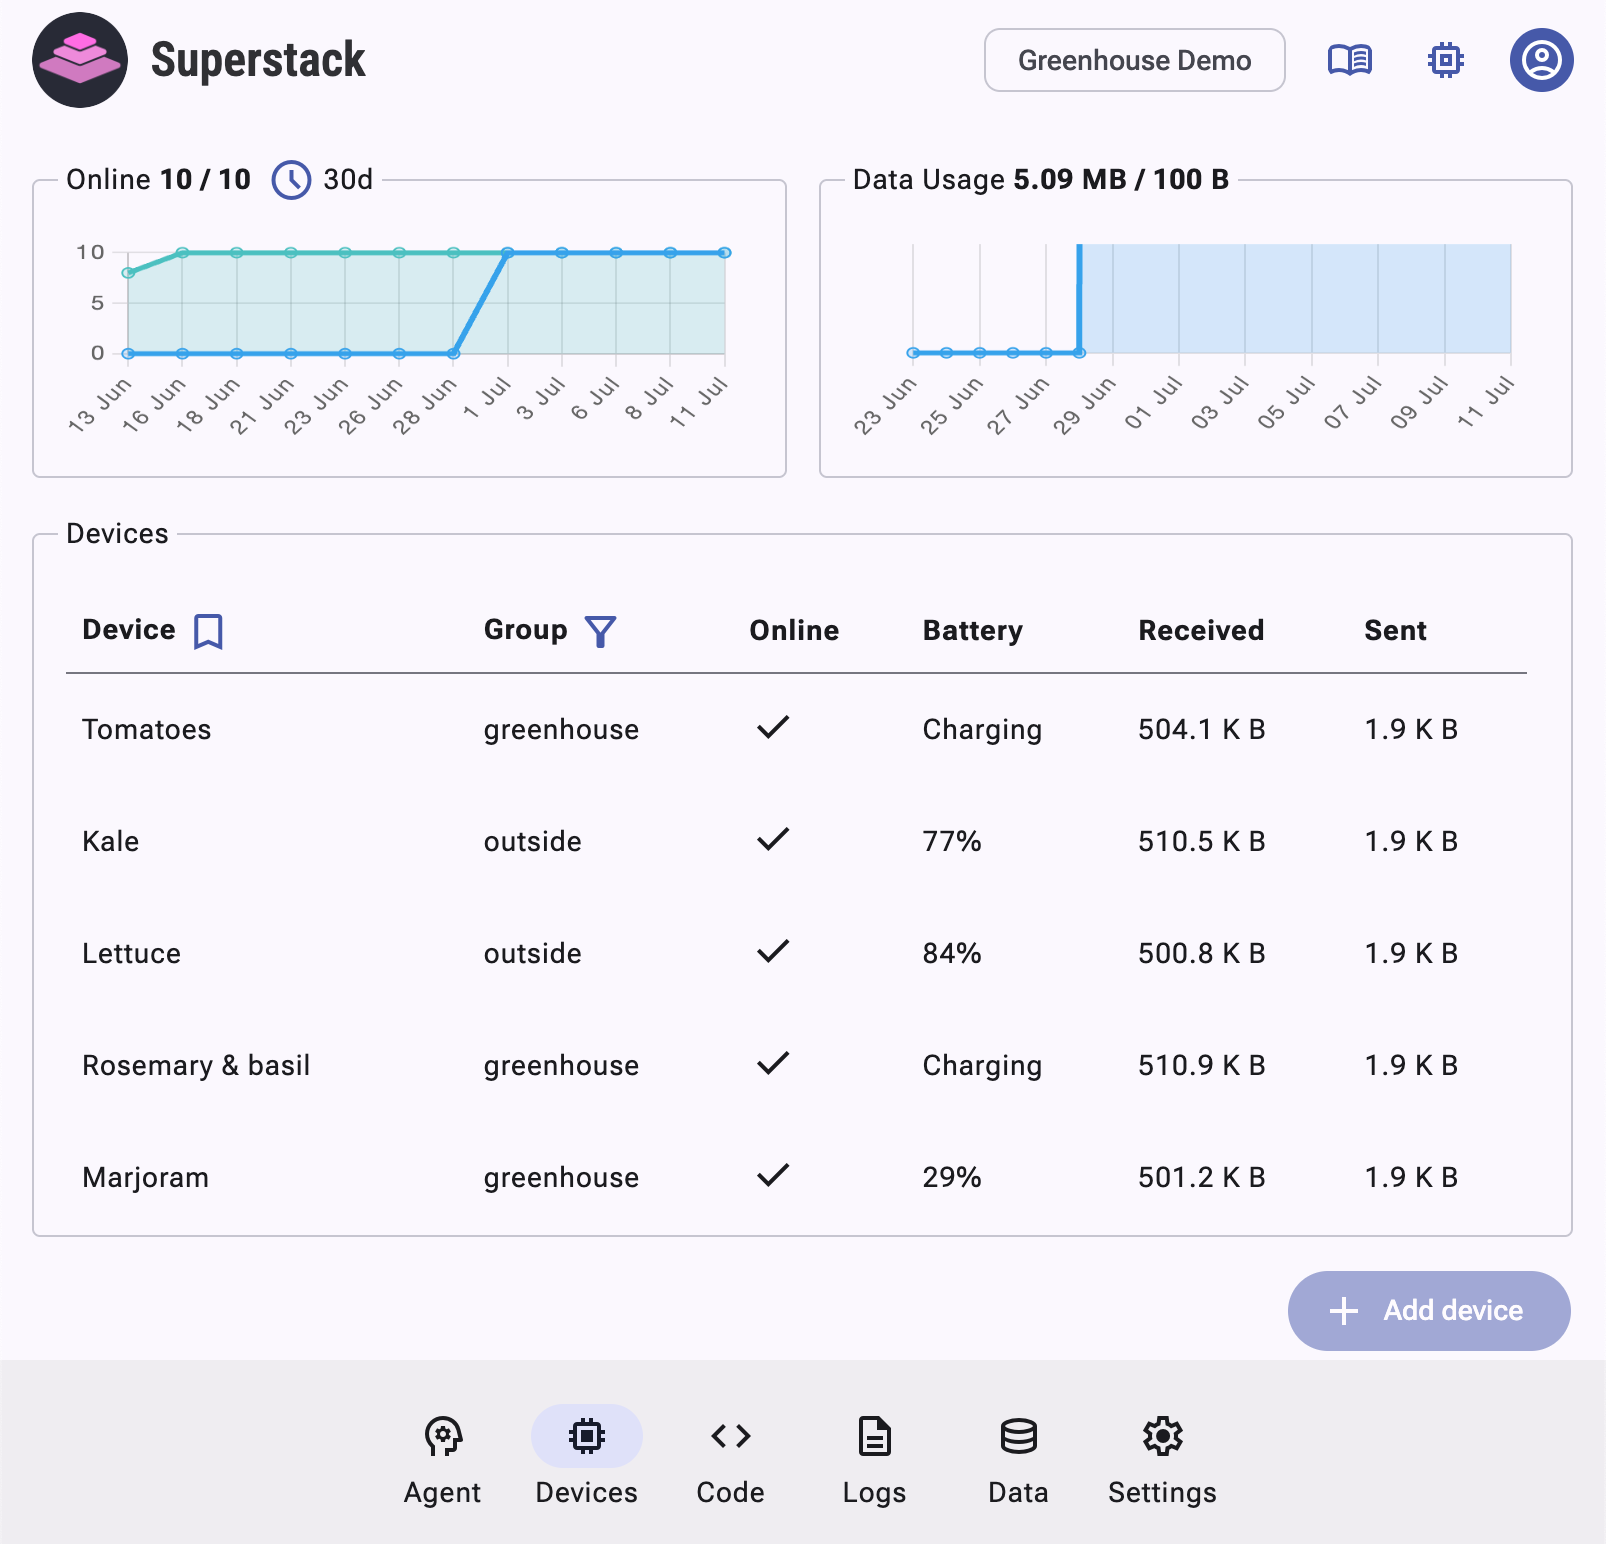 Superstack
Greenhouse Demo
Online 10 / 10 30d
10
5
0
13 Jun 16 Jun 18 Jun 21 Jun 23 Jun 26 Jun 28 Jun 1 Jul 3 Jul 6 Jul 8 Jul 11 Jul
Data Usage 5.09 MB / 100 B
23 Jun 25 Jun 27 Jun 29 Jun 01 Jul 03 Jul 05 Jul 07 Jul 09 Jul 11 Jul
Devices
Device Group Online Battery Received Sent
Tomatoes greenhouse Charging 504.1 K B 1.9 K B
Kale outside 77% 510.5 K B 1.9 K B
Lettuce outside 84% 500.8 K B 1.9 K B
Rosemary & basil greenhouse Charging 510.9 K B 1.9 K B
Marjoram greenhouse 29% 501.2 K B 1.9 K B
Add device
Agent Devices Code Logs Data Settings